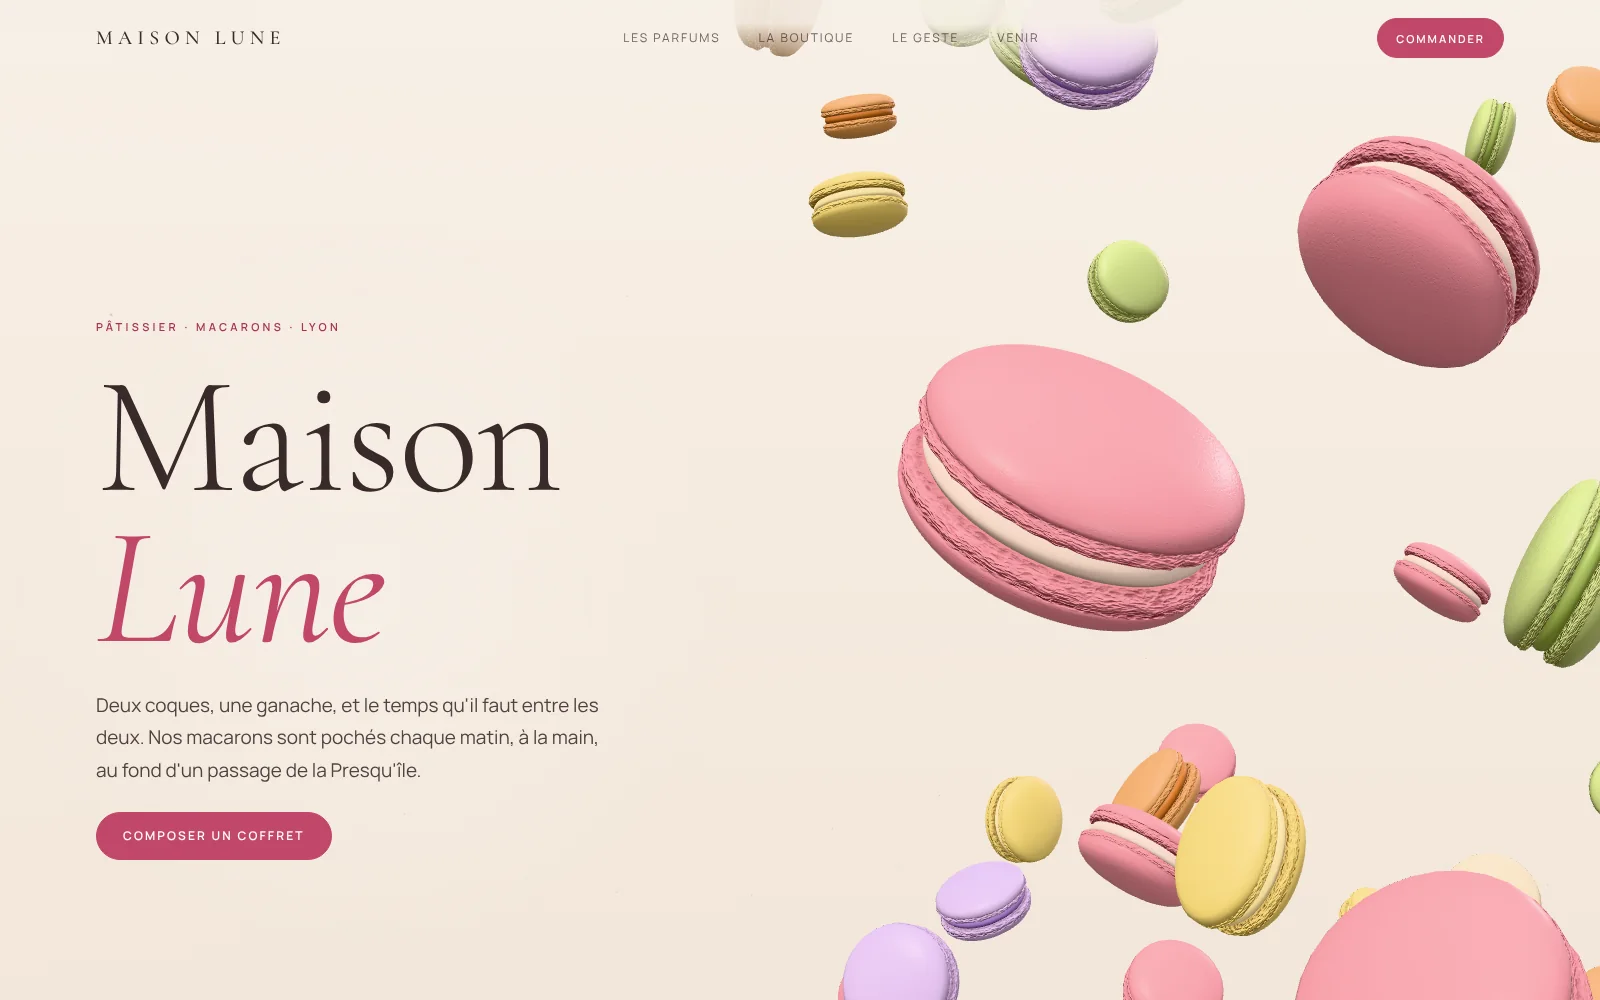 MAISON LUNE
LES PARFUMS LA BOUTIQUE LE GESTE VENIR
COMMANDER
PÂTISSIER · MACARONS · LYON
Maison
Lune
Deux coques, une ganache, et le temps qu'il faut entre les
deux. Nos macarons sont pochés chaque matin, à la main,
au fond d'un passage de la Presqu'île.
COMPOSER UN COFFRET